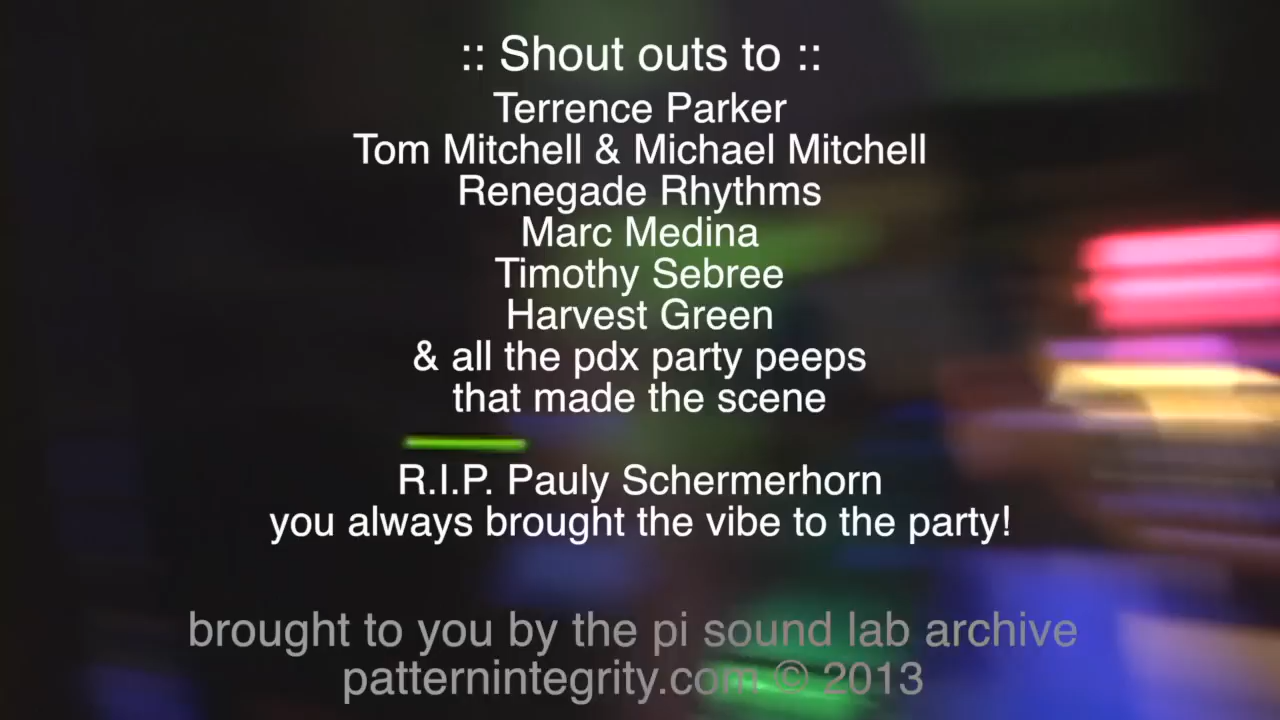 :: Shout outs to ::
Terrence Parker
Tom Mitchell & Michael Mitchell
Renegade Rhythms
Marc Medina
Timothy Sebree
Harvest Green
& all the pdx party peeps
that made the scene
R.I.P. Pauly Schermerhorn
you always brought the vibe to the party!
brought to you by the pi sound lab archive
patternintegrity.com © 2013